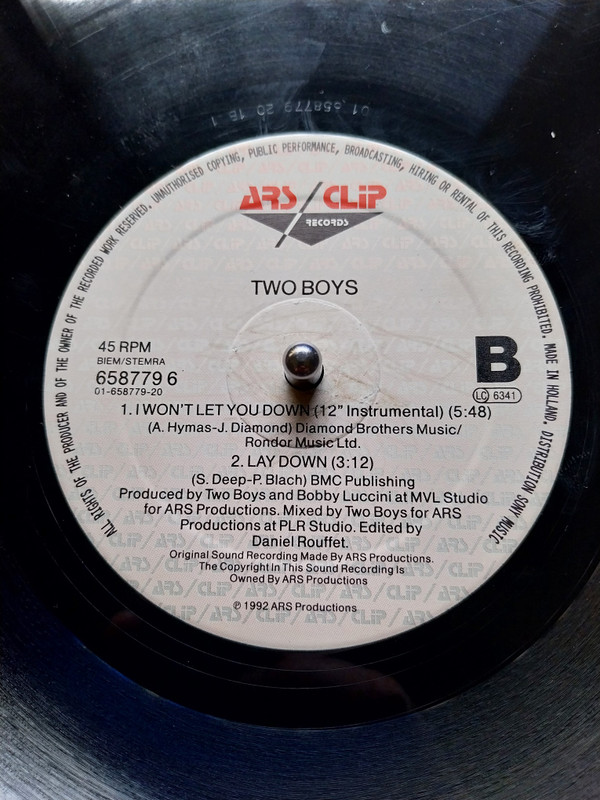 01 658779 20 1B 1
ALL RIGHTS OF THE PRODUCER AND OF THE OWNER OF THE RECORDED WORK RESERVED. UNAUTHORISED COPYING, PUBLIC PERFORMANCE, BROADCASTING, HIRING OR RENTAL OF THIS RECORDING PROHIBITED. MADE IN HOLLAND. DISTRIBUTION SONY MUSIC
ARS/CLIP
RECORDS
TWO BOYS
45 RPM
BIEM/STEMRA
658779 6
01-658779-20
B
LC 6341
1. I WON'T LET YOU DOWN (12" Instrumental) (5:48)
(A. Hymas-J. Diamond) Diamond Brothers Music/
Rondor Music Ltd.
2. LAY DOWN (3:12)
(S. Deep-P. Blach) BMC Publishing
Produced by Two Boys and Bobby Luccini at MVL Studio
for ARS Productions. Mixed by Two Boys for ARS
Productions at PLR Studio. Edited by
Daniel Rouffet.
Original Sound Recording Made By ARS Productions.
The Copyright In This Sound Recording Is
Owned By ARS Productions
℗ 1992 ARS Productions